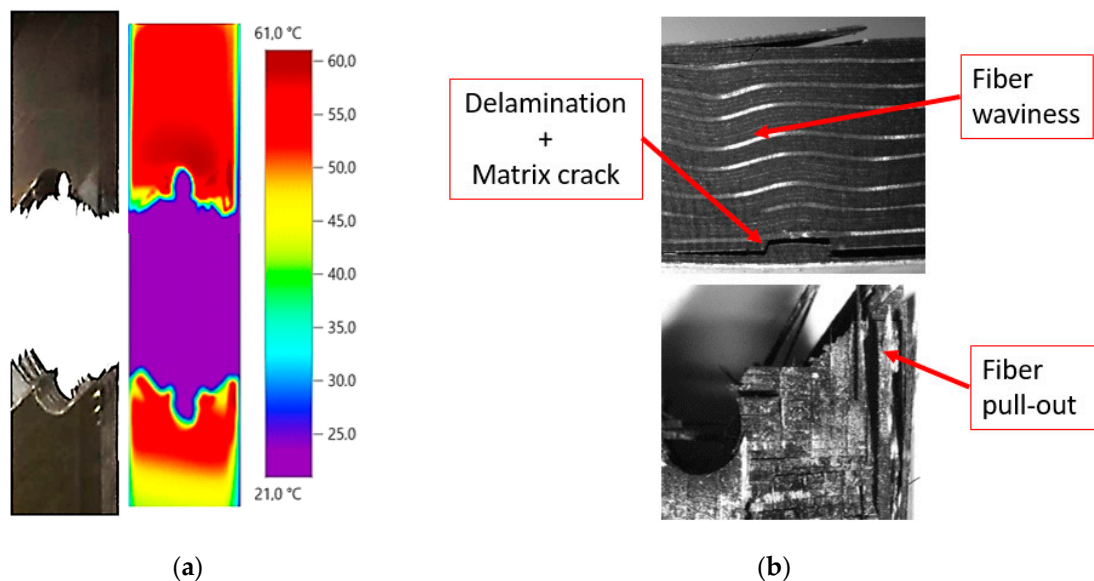 61,0 °C
60.0
55.0
50.0
45.0
40.0
35.0
30.0
25.0
21.0 °C
(a)
Delamination
+
Matrix crack
Fiber
waviness
Fiber
pull-out
(b)